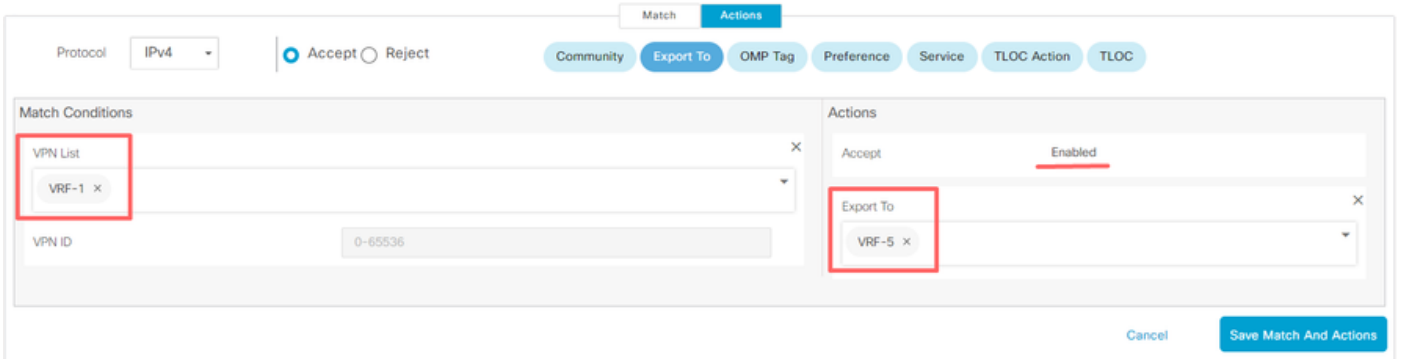 Match Actions
Protocol IPv4 Accept Reject Community Export To OMP Tag Preference Service TLOC Action TLOC
Match Conditions Actions
VPN List × Accept Enabled
VRF-1 ×
Export To ×
VPN ID 0-65536 VRF-5 ×
Cancel Save Match And Actions